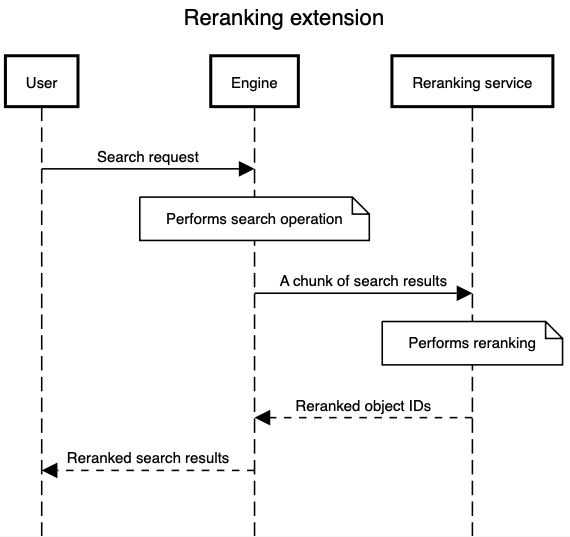 Reranking extension
User
Engine
Reranking service
Search request
Performs search operation
A chunk of search results
Performs reranking
Reranked object IDs
Reranked search results